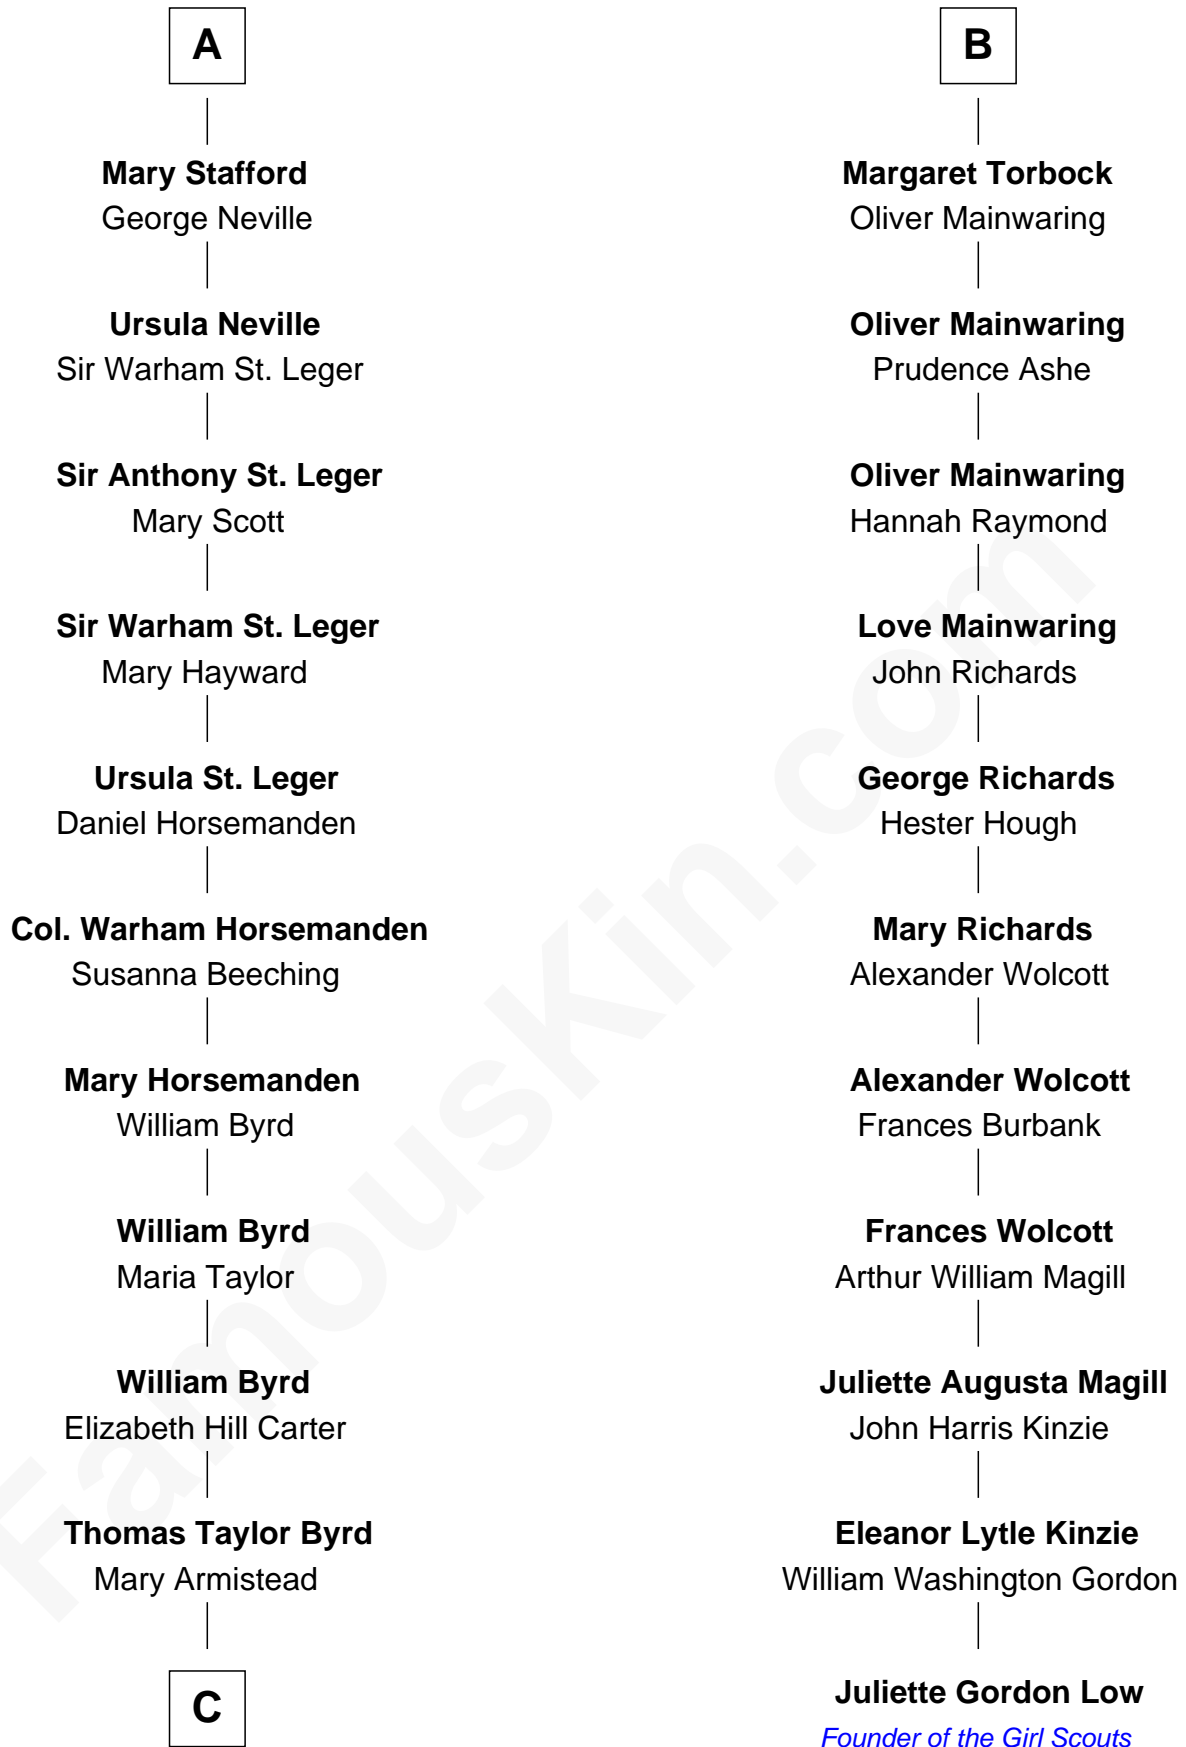 A
Mary Stafford
George Neville
Ursula Neville
Sir Warham St. Leger
Sir Anthony St. Leger
Mary Scott
Sir Warham St. Leger
Mary Hayward
Ursula St. Leger
Daniel Horsemanden
Col. Warham Horsemanden
Susanna Beeching
Mary Horsemanden
William Byrd
William Byrd
Maria Taylor
William Byrd
Elizabeth Hill Carter
Thomas Taylor Byrd
Mary Armistead
C
B
Margaret Torbock
Oliver Mainwaring
Oliver Mainwaring
Prudence Ashe
Oliver Mainwaring
Hannah Raymond
Love Mainwaring
John Richards
George Richards
Hester Hough
Mary Richards
Alexander Wolcott
Alexander Wolcott
Frances Burbank
Frances Wolcott
Arthur William Magill
Juliette Augusta Magill
John Harris Kinzie
Eleanor Lytle Kinzie
William Washington Gordon
Juliette Gordon Low
Founder of the Girl Scouts
FamousKin.com